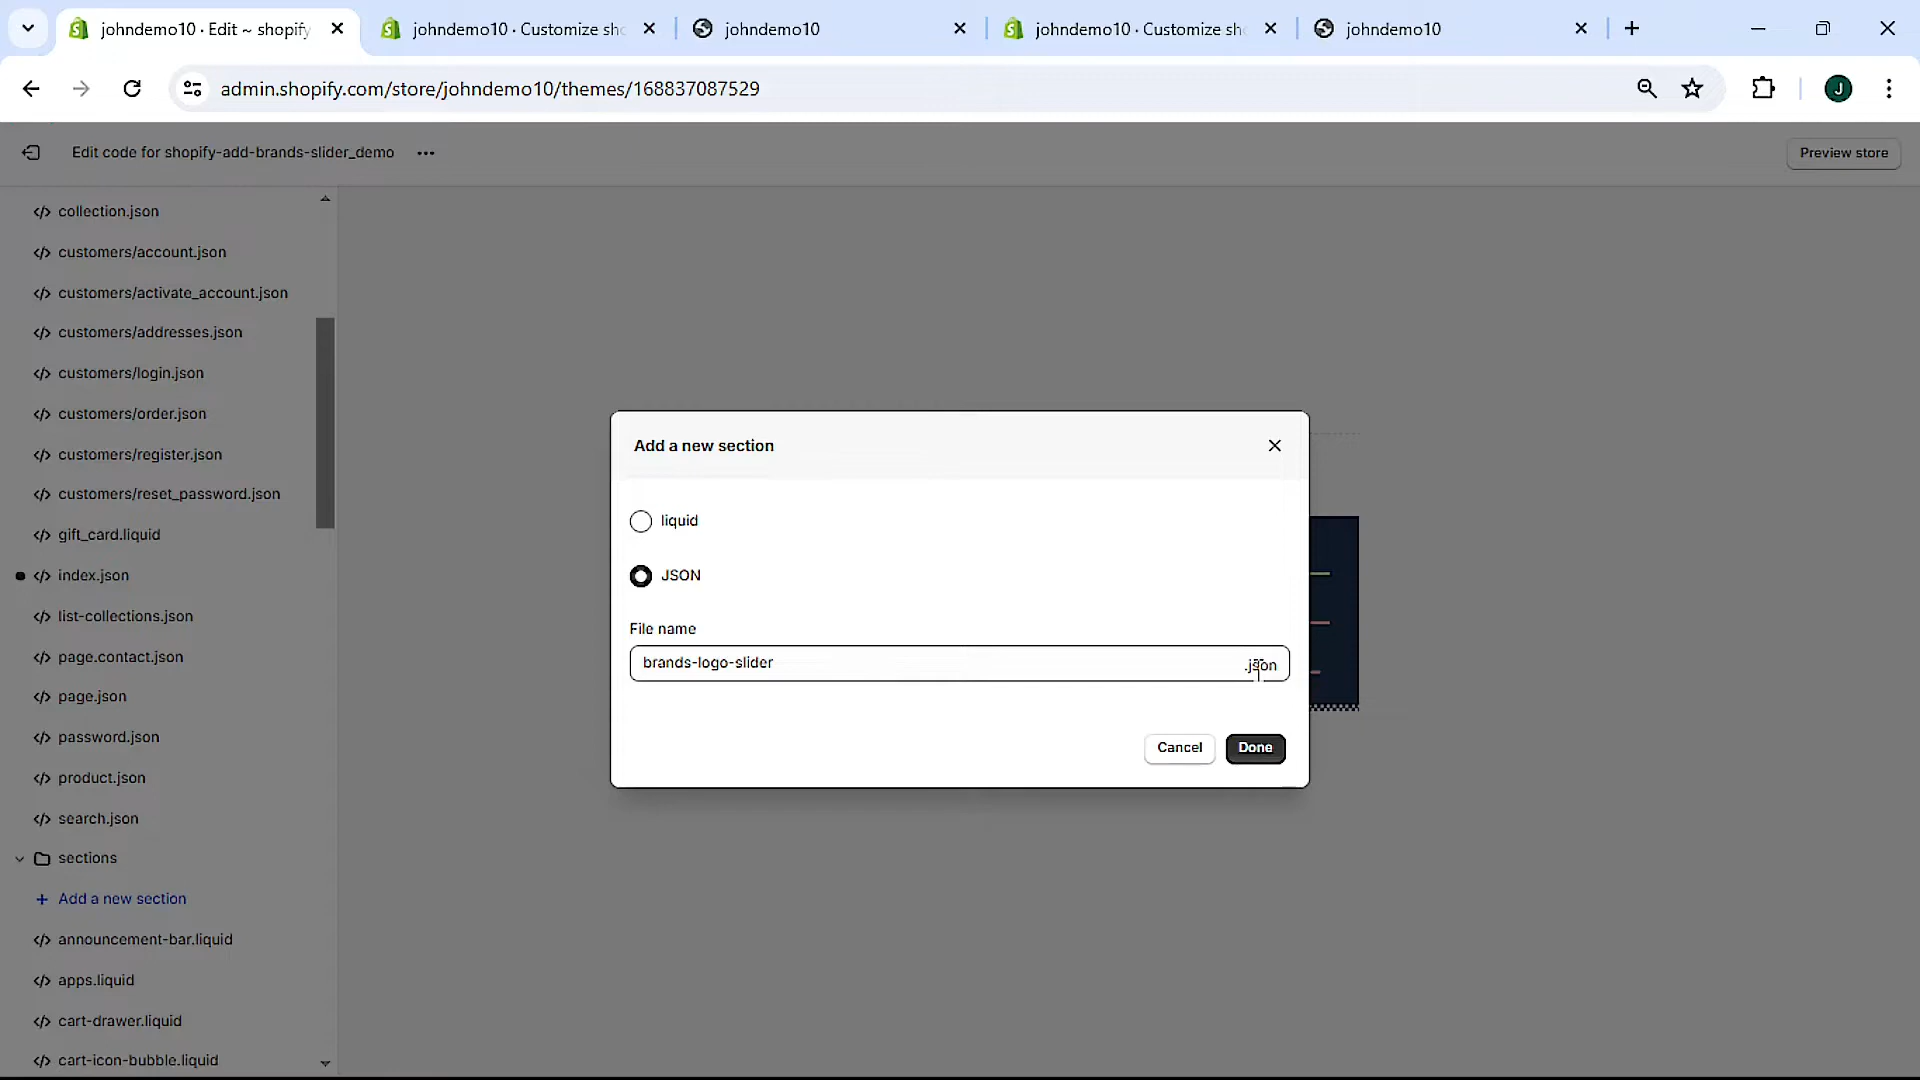 johndemo10 · Edit ~ shopify
johndemo10 · Customize sho
johndemo10
johndemo10 · Customize sho
johndemo10
admin.shopify.com/store/johndemo10/themes/168837087529
J
Edit code for shopify-add-brands-slider_demo
Preview store
collection.json
customers/account.json
customers/activate_account.json
customers/addresses.json
customers/login.json
customers/order.json
customers/register.json
customers/reset_password.json
gift_card.liquid
index.json
list-collections.json
page.contact.json
page.json
password.json
product.json
search.json
sections
Add a new section
announcement-bar.liquid
apps.liquid
cart-drawer.liquid
cart-icon-bubble.liquid
Add a new section
liquid
JSON
File name
brands-logo-slider
.json
Cancel
Done